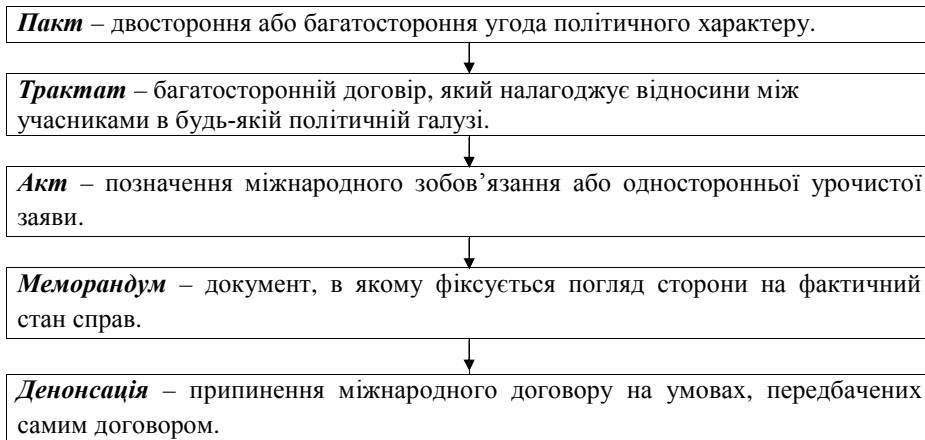 Пакт – двостороння або багатостороння угода політичного характеру.
Трактат – багатосторонній договір, який налагоджує відносини між
учасниками в будь-якій політичній галузі.
Акт – позначення міжнародного зобов’язання або односторонньої урочистої
заяви.
Меморандум – документ, в якому фіксується погляд сторони на фактичний
стан справ.
Денонсація – припинення міжнародного договору на умовах, передбачених
самим договором.